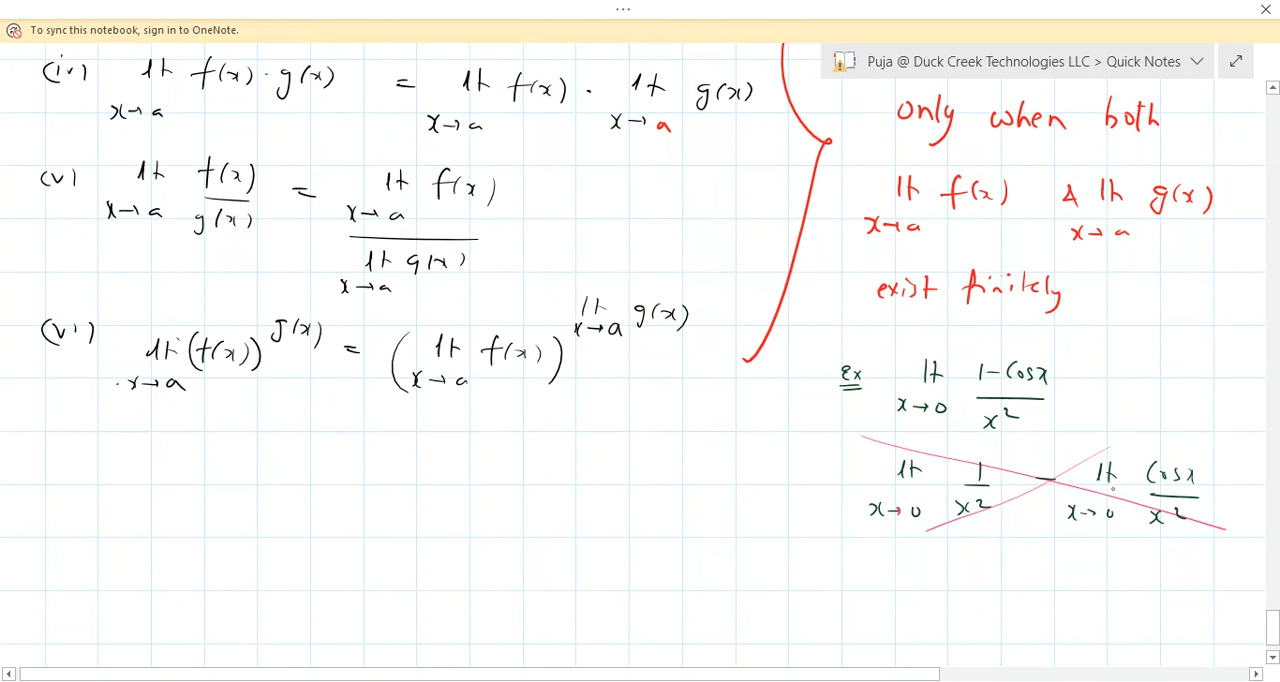 To sync this notebook, sign in to OneNote.
Puja @ Duck Creek Technologies LLC > Quick Notes
(iv) lt x→a f(x) · g(x) = lt x→a f(x) · lt x→a g(x)
(v) lt x→a f(x)/g(x) = lt x→a f(x) / lt x→a g(x)
(vi) lt x→a (f(x))^g(x) = (lt x→a f(x))^lt x→a g(x)
only when both
lt x→a f(x) & lt x→a g(x)
exist finitely
Ex lt x→0 1-Cosx/x²
lt x→0 1/x² - lt x→0 Cosx/x²